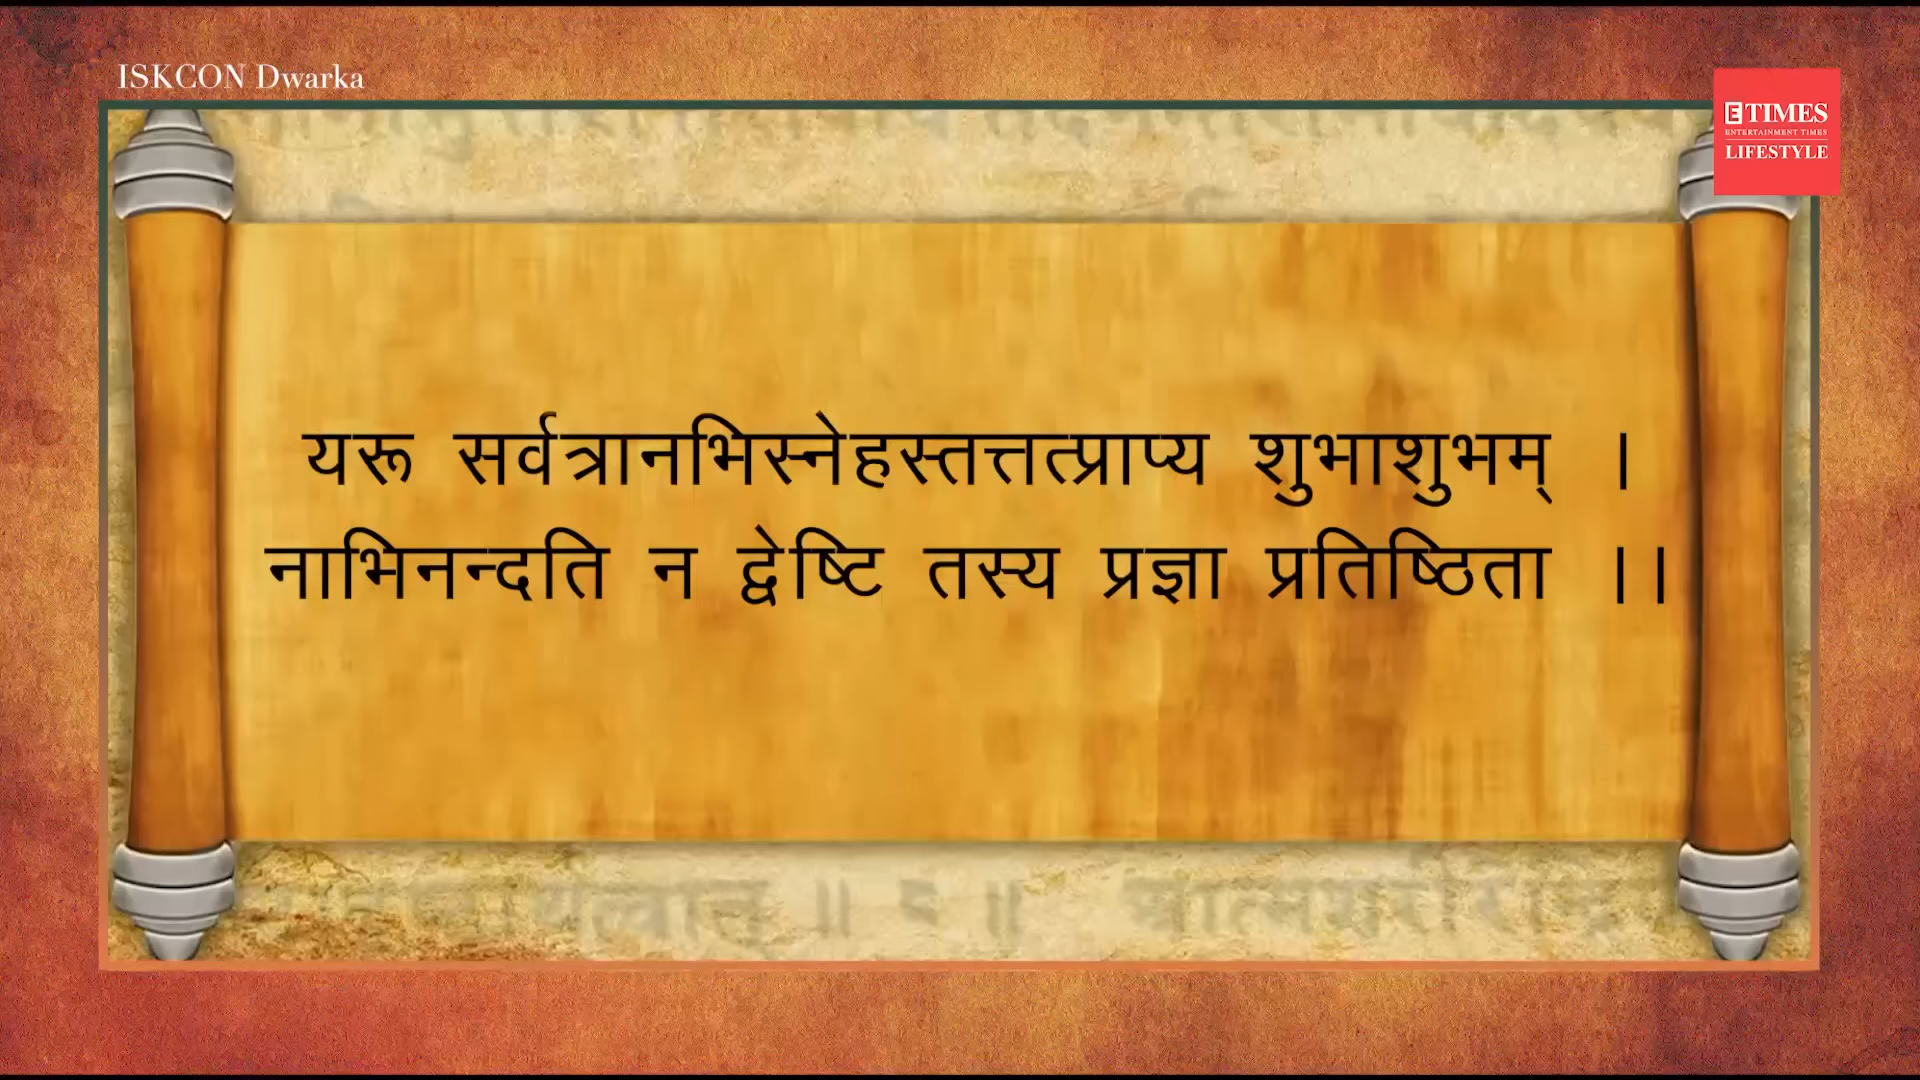 ISKCON Dwarka
ETIMES
ENTERTAINMENT TIMES
LIFESTYLE
यरू सर्वत्रानभिस्नेहस्तत्तत्प्राप्य शुभाशुभम् ।
नाभिनन्दति न द्वेष्टि तस्य प्रज्ञा प्रतिष्ठिता ।।